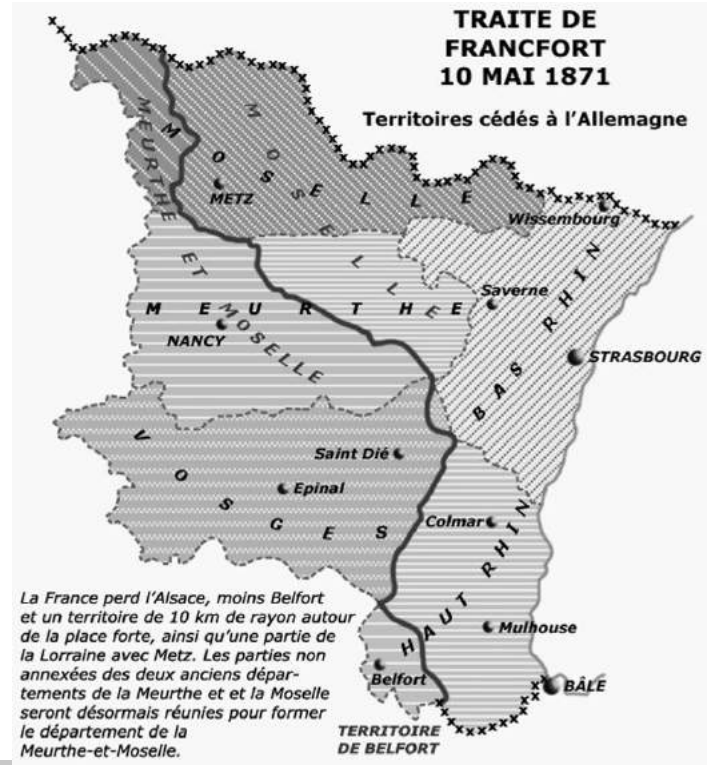 TRAITE DE
FRANCFORT
10 MAI 1871
Territoires cédés à l'Allemagne
MEURTHE ET MOSELLE
MOSELLE
MOSELLE
METZ
Wissembourg
Saverne
BAS RHIN
MEURTHE
NANCY
STRASBOURG
VOSGES
Saint Dié
Epinal
Colmar
HAUT RHIN
Mulhouse
Belfort
BÂLE
TERRITOIRE
DE BELFORT
La France perd l'Alsace, moins Belfort
et un territoire de 10 km de rayon autour
de la place forte, ainsi qu'une partie de
la Lorraine avec Metz. Les parties non
annexées des deux anciens dépar-
tements de la Meurthe et et la Moselle
seront désormais réunies pour former
le département de la
Meurthe-et-Moselle.